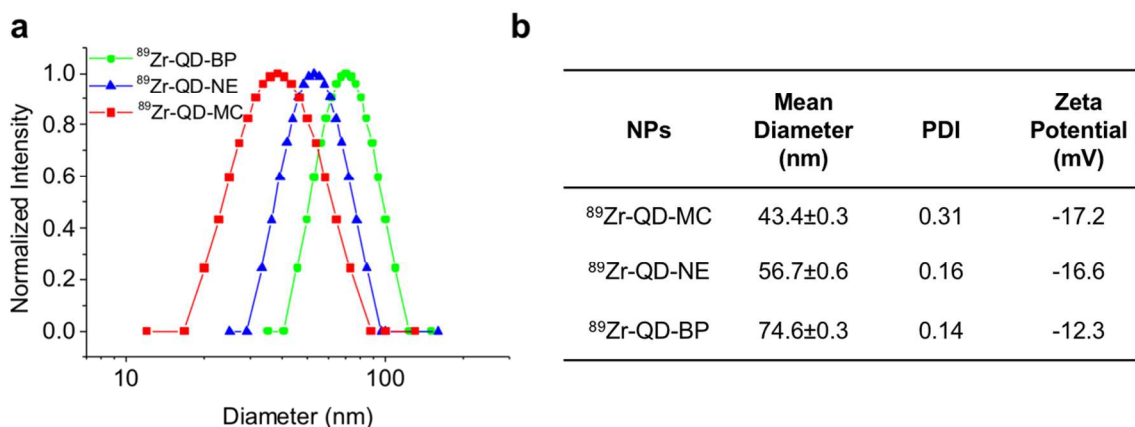 a
⁸⁹Zr-QD-BP
⁸⁹Zr-QD-NE
⁸⁹Zr-QD-MC
1.0
0.8
0.6
0.4
0.2
0.0
Normalized Intensity
10
100
Diameter (nm)
b
NPs
Mean
Diameter
(nm)
PDI
Zeta
Potential
(mV)
⁸⁹Zr-QD-MC 43.4±0.3 0.31 -17.2
⁸⁹Zr-QD-NE 56.7±0.6 0.16 -16.6
⁸⁹Zr-QD-BP 74.6±0.3 0.14 -12.3